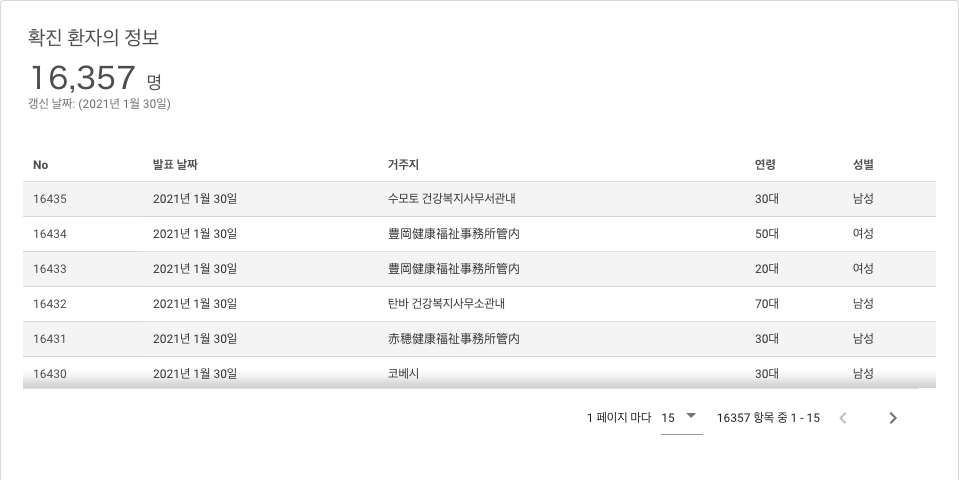 확진 환자의 정보
16,357 명
갱신 날짜: (2021년 1월 30일)
No 발표 날짜 거주지 연령 성별
16435 2021년 1월 30일 수모토 건강복지사무서관내 30대 남성
16434 2021년 1월 30일 豊岡健康福祉事務所管内 50대 여성
16433 2021년 1월 30일 豊岡健康福祉事務所管内 20대 여성
16432 2021년 1월 30일 탄바 건강복지사무소관내 70대 남성
16431 2021년 1월 30일 赤穂健康福祉事務所管内 30대 남성
16430 2021년 1월 30일 코베시 30대 남성
1 페이지 마다 15 16357 항목 중 1 - 15